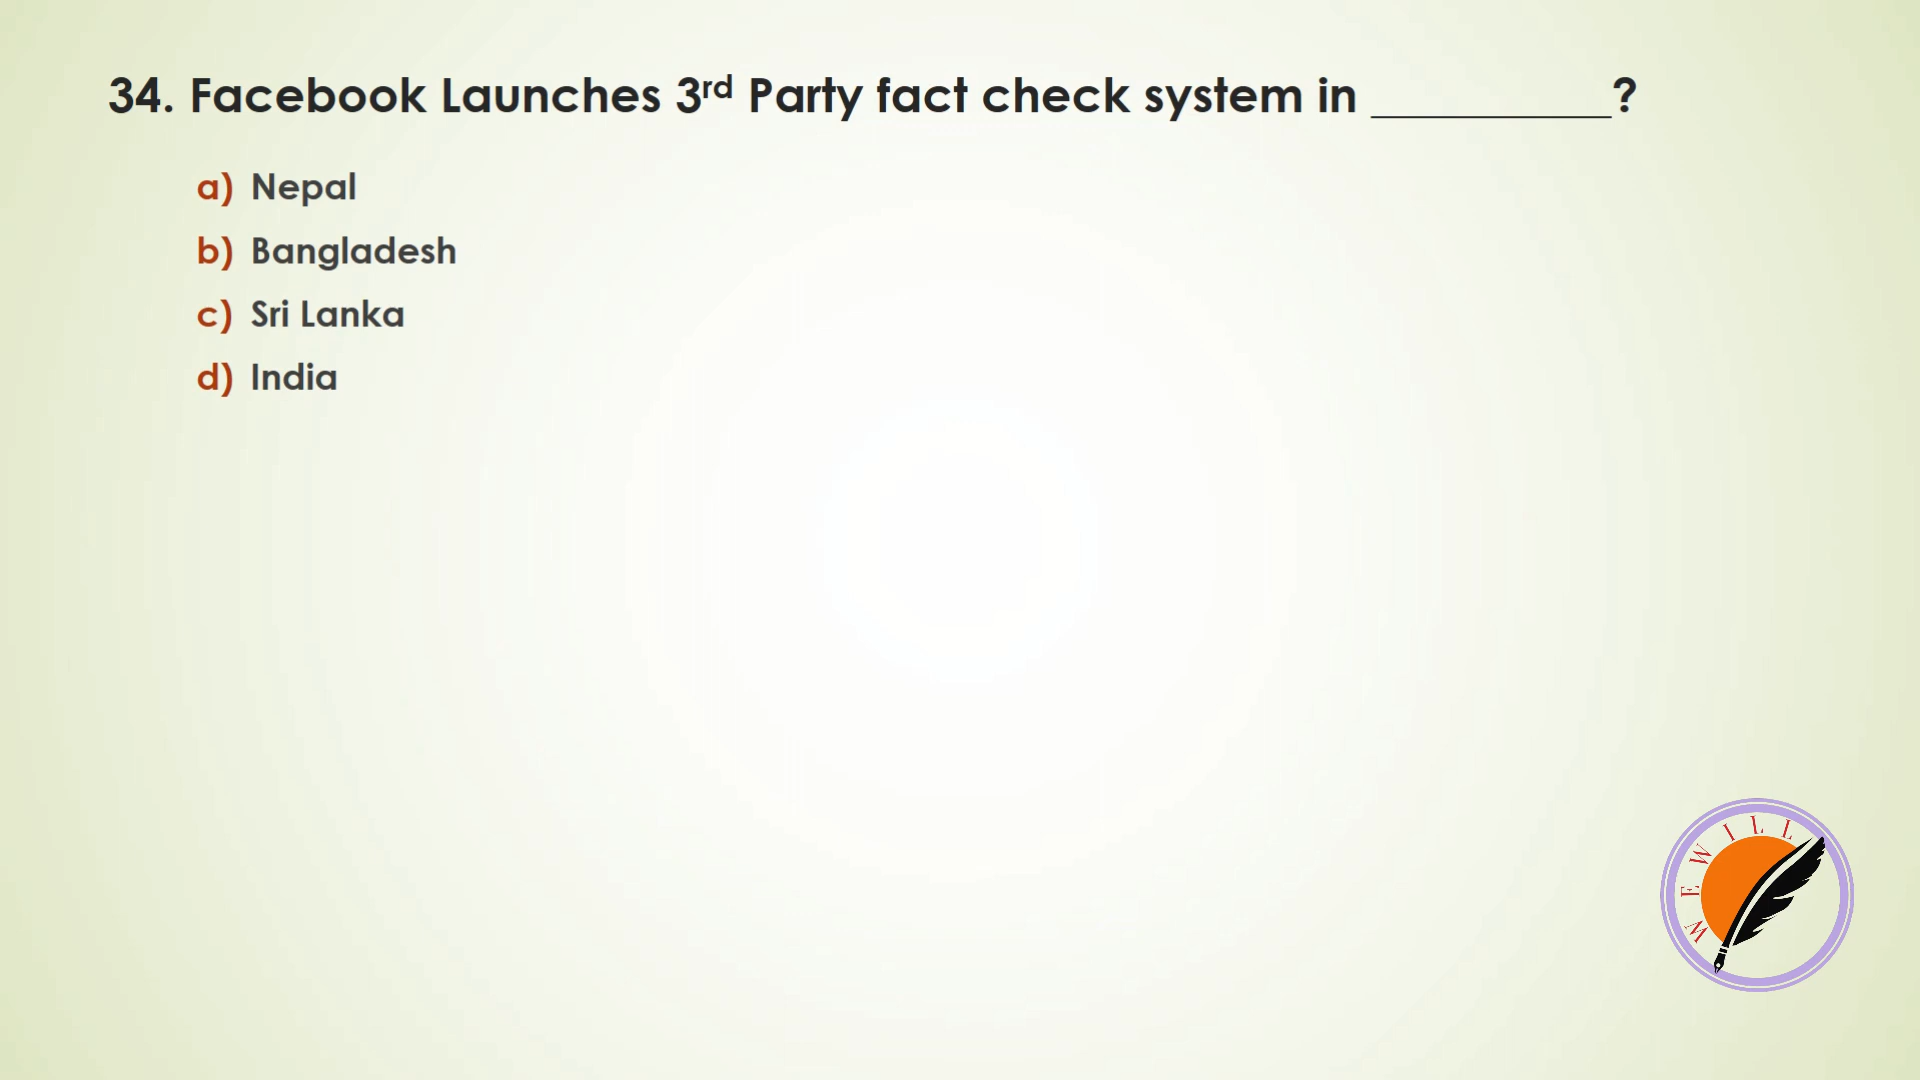 34. Facebook Launches 3rd Party fact check system in __________?
a) Nepal
b) Bangladesh
c) Sri Lanka
d) India
WE WILL